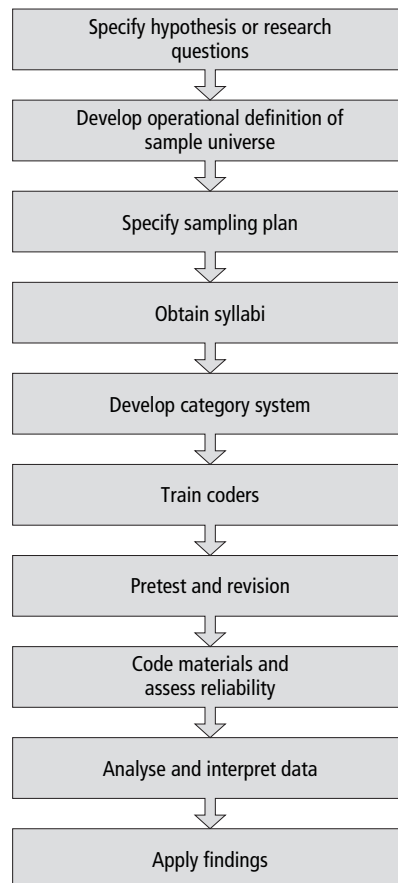 Specify hypothesis or research
questions
Develop operational definition of
sample universe
Specify sampling plan
Obtain syllabi
Develop category system
Train coders
Pretest and revision
Code materials and
assess reliability
Analyse and interpret data
Apply findings